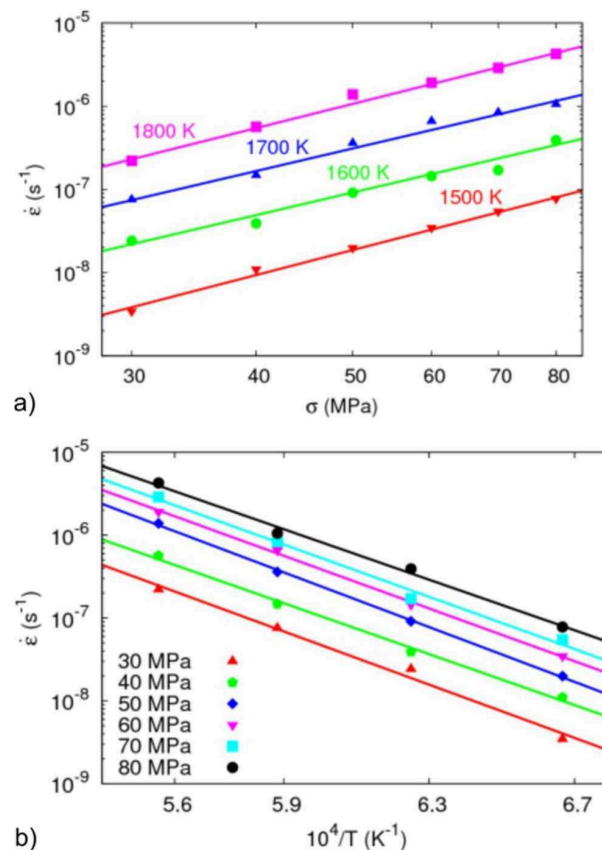 10⁻⁵
10⁻⁶
10⁻⁷
10⁻⁸
10⁻⁹
ε̇ (s⁻¹)
1800 K
1700 K
1600 K
1500 K
30 40 50 60 70 80
σ (MPa)
a)
10⁻⁵
10⁻⁶
10⁻⁷
10⁻⁸
10⁻⁹
ε̇ (s⁻¹)
30 MPa
40 MPa
50 MPa
60 MPa
70 MPa
80 MPa
5.6 5.9 6.3 6.7
10⁴/T (K⁻¹)
b)